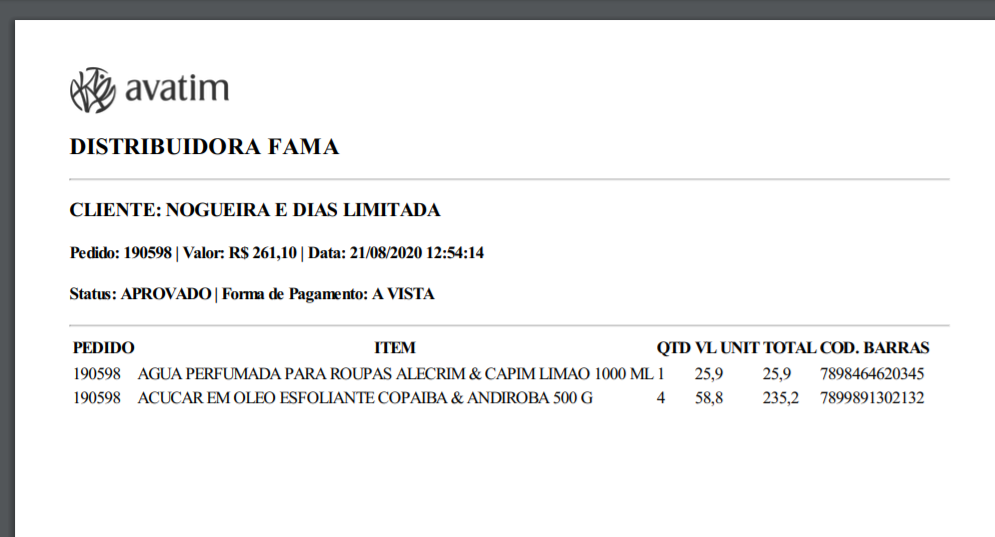 avatim
DISTRIBUIDORA FAMA
CLIENTE: NOGUEIRA E DIAS LIMITADA
Pedido: 190598 | Valor: R$ 261,10 | Data: 21/08/2020 12:54:14
Status: APROVADO | Forma de Pagamento: A VISTA
PEDIDO ITEM QTD VL UNIT TOTAL COD. BARRAS
190598 AGUA PERFUMADA PARA ROUPAS ALECRIM & CAPIM LIMAO 1000 ML 1 25,9 25,9 7898464620345
190598 ACUCAR EM OLEO ESFOLIANTE COPAIBA & ANDIROBA 500 G 4 58,8 235,2 7899891302132